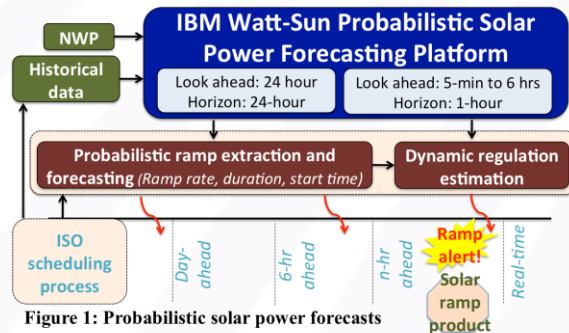 IBM Watt-Sun Probabilistic Solar
Power Forecasting Platform
NWP
Historical
data
Look ahead: 24 hour
Horizon: 24-hour
Look ahead: 5-min to 6 hrs
Horizon: 1-hour
Probabilistic ramp extraction and
forecasting (Ramp rate, duration, start time)
Dynamic regulation
estimation
ISO
scheduling
process
Day-
ahead
6-hr
ahead
n-hr
ahead
Ramp
alert!
Real-time
Solar
ramp
product
Figure 1: Probabilistic solar power forecasts